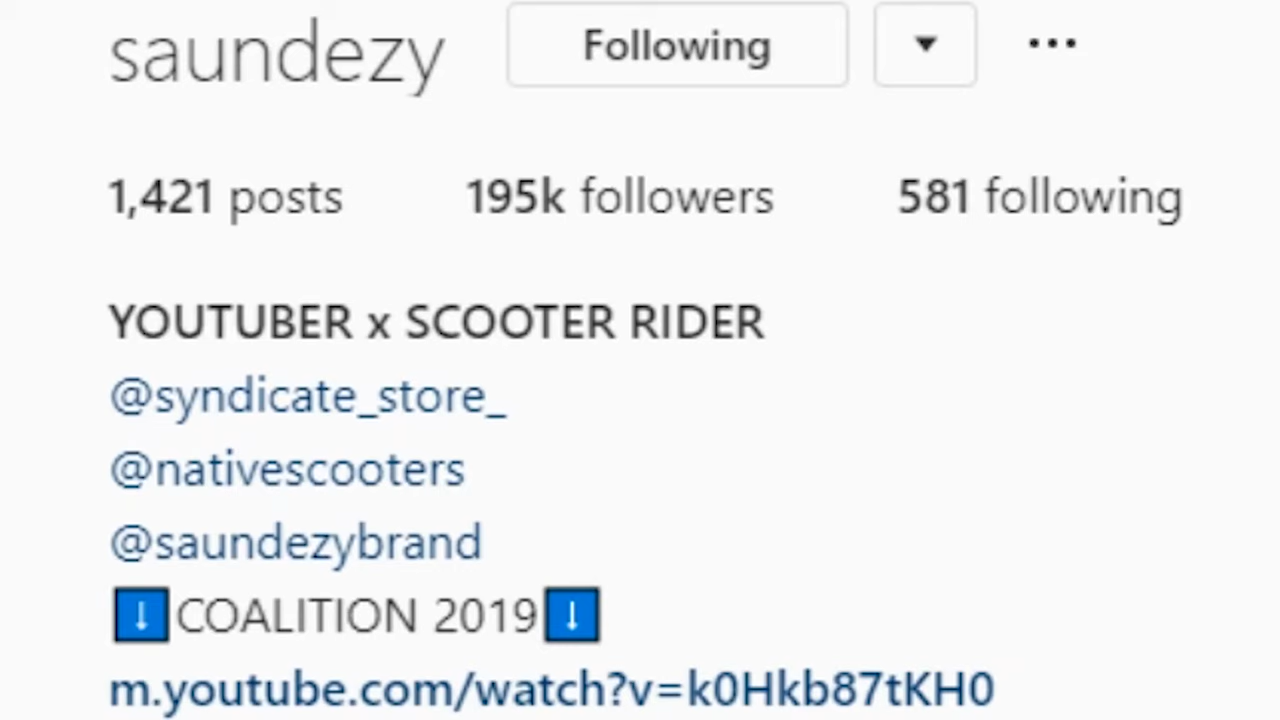 saundezy Following
1,421 posts 195k followers 581 following
YOUTUBER x SCOOTER RIDER
@syndicate_store_
@nativescooters
@saundezybrand
⬇️COALITION 2019⬇️
m.youtube.com/watch?v=k0Hkb87tKH0